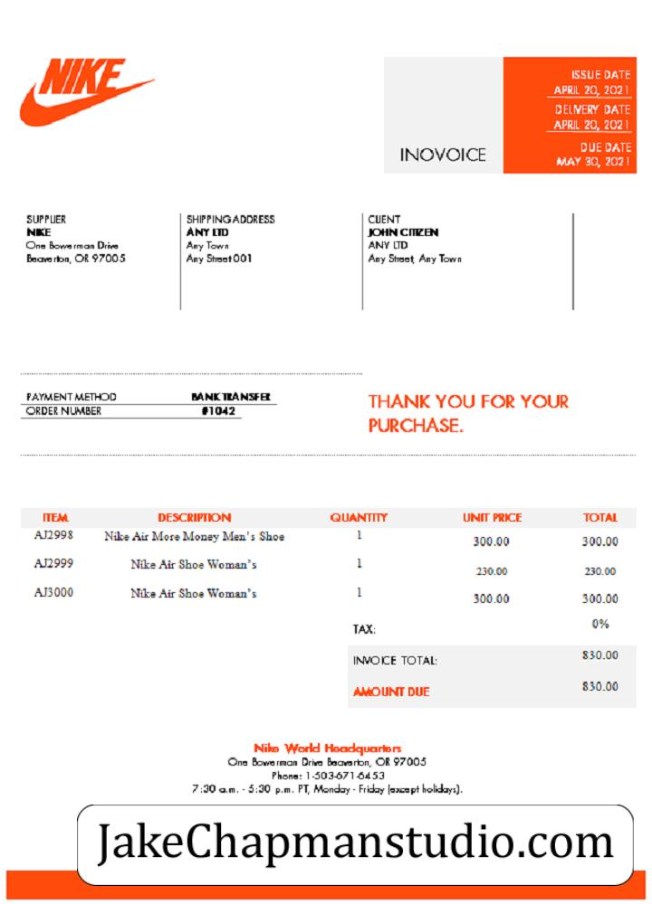 NIKE
INOVOICE
ISSUE DATE
APRIL 20, 2021
DELIVERY DATE
APRIL 20, 2021
DUE DATE
MAY 30, 2021
SUPPLIER
NIKE
One Bowerman Drive
Beaverton, OR 97005
SHIPPING ADDRESS
ANY LTD
Any Town
Any Street 001
CLIENT
JOHN CITIZEN
ANY LTD
Any Street, Any Town
PAYMENT METHOD BANK TRANSFER
ORDER NUMBER #1042
THANK YOU FOR YOUR
PURCHASE.
ITEM DESCRIPTION QUANTITY UNIT PRICE TOTAL
AJ2998 Nike Air More Money Men's Shoe 1 300.00 300.00
AJ2999 Nike Air Shoe Woman's 1 230.00 230.00
AJ3000 Nike Air Shoe Woman's 1 300.00 300.00
TAX: 0%
INVOICE TOTAL: 830.00
AMOUNT DUE 830.00
Nike World Headquarters
One Bowerman Drive Beaverton, OR 97005
Phone: 1-503-671-6453
7:30 a.m. - 5:30 p.m. PT, Monday - Friday (except holidays).
JakeChapmanstudio.com